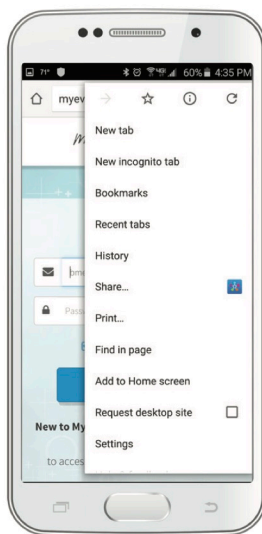 71° 60% 4:35 PM
myev
New tab
New incognito tab
Bookmarks
Recent tabs
History
Share...
Print...
Find in page
Add to Home screen
Request desktop site
Settings
Passw
New to My
to acces